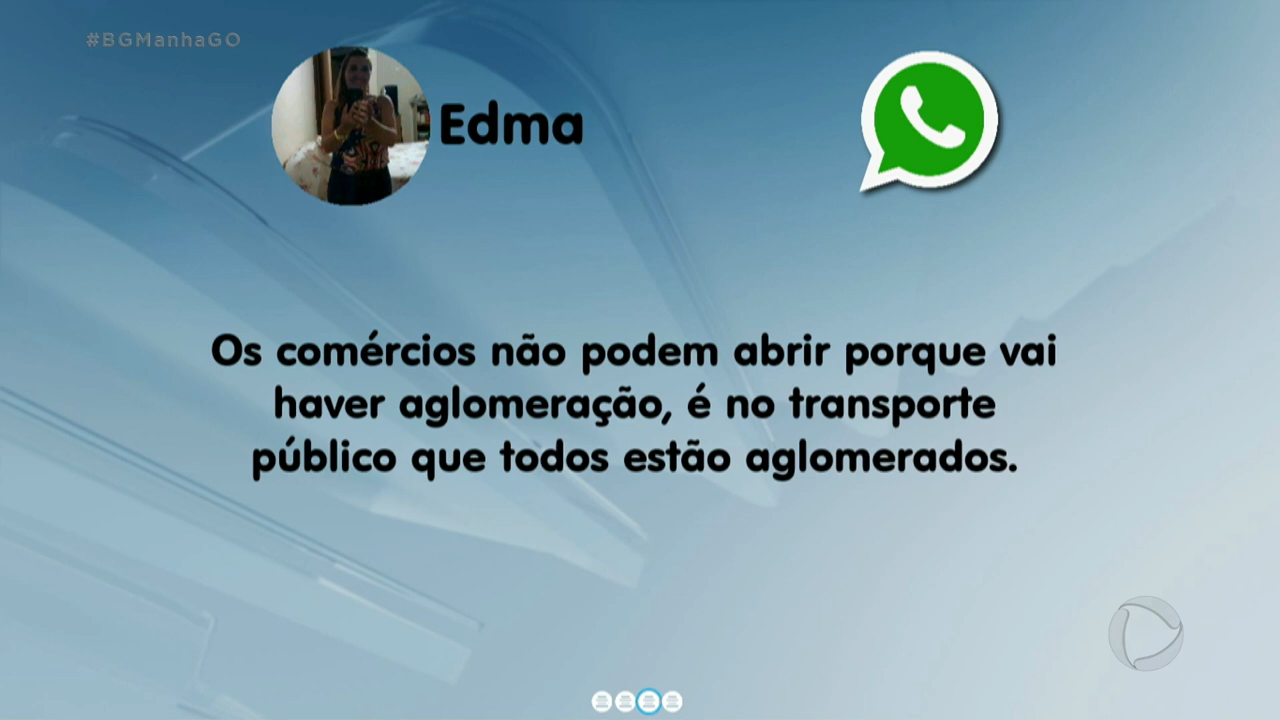 #BGManhaGO
Edma
Os comércios não podem abrir porque vai
haver aglomeração, é no transporte
público que todos estão aglomerados.